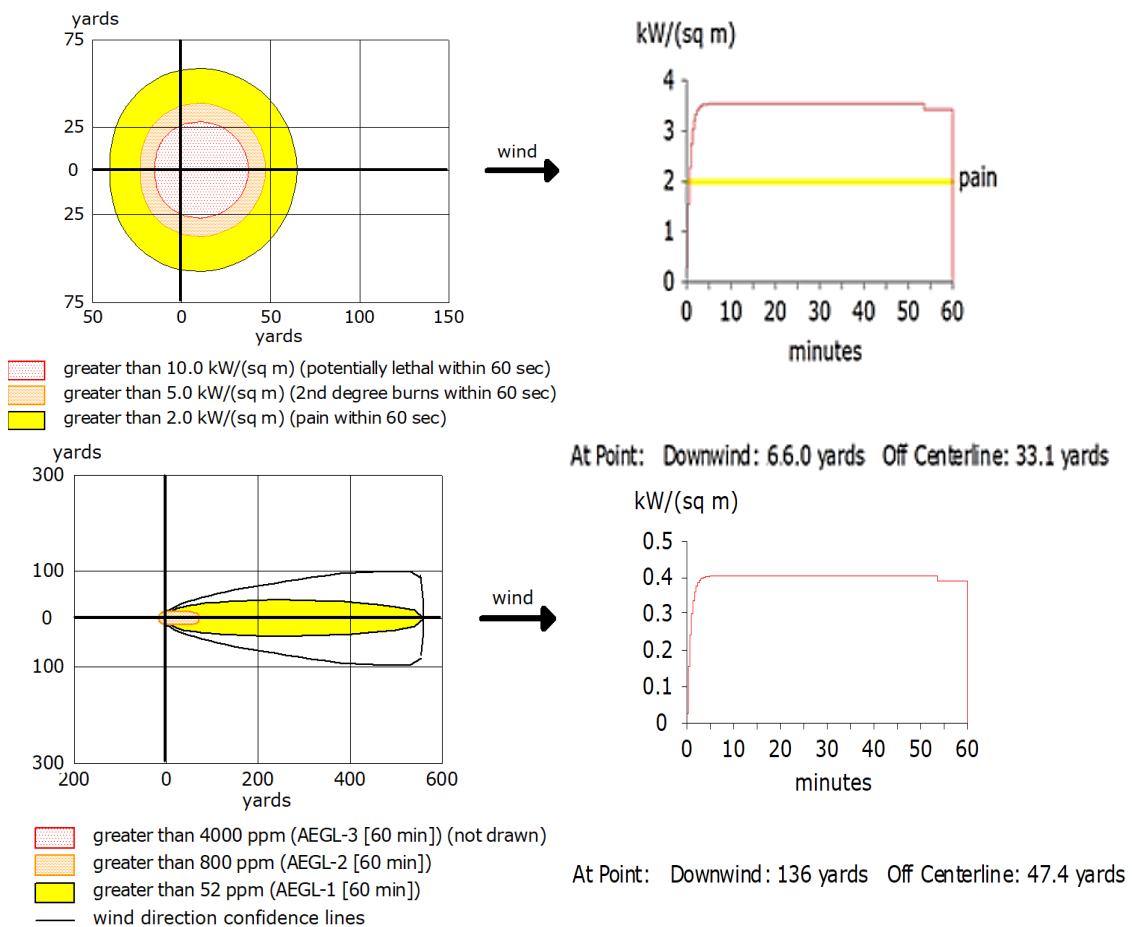 yards
75
25
0
25
75
50 0 50 100 150
yards
wind
greater than 10.0 kW/(sq m) (potentially lethal within 60 sec)
greater than 5.0 kW/(sq m) (2nd degree burns within 60 sec)
greater than 2.0 kW/(sq m) (pain within 60 sec)
kW/(sq m)
4
3
2
1
0
pain
0 10 20 30 40 50 60
minutes
At Point: Downwind: 6.6.0 yards Off Centerline: 33.1 yards
yards
300
100
0
100
300
200 0 200 400 600
yards
wind
greater than 4000 ppm (AEGL-3 [60 min]) (not drawn)
greater than 800 ppm (AEGL-2 [60 min])
greater than 52 ppm (AEGL-1 [60 min])
wind direction confidence lines
kW/(sq m)
0.5
0.4
0.3
0.2
0.1
0
0 10 20 30 40 50 60
minutes
At Point: Downwind: 136 yards Off Centerline: 47.4 yards